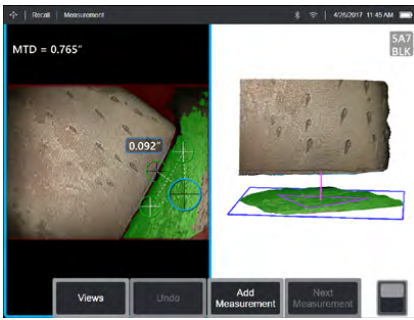 Recall Measurement 4/26/2017 11:45 AM
MTD = 0.765"
5A7
BLK
0.092"
Views Undo Add Measurement Next Measurement